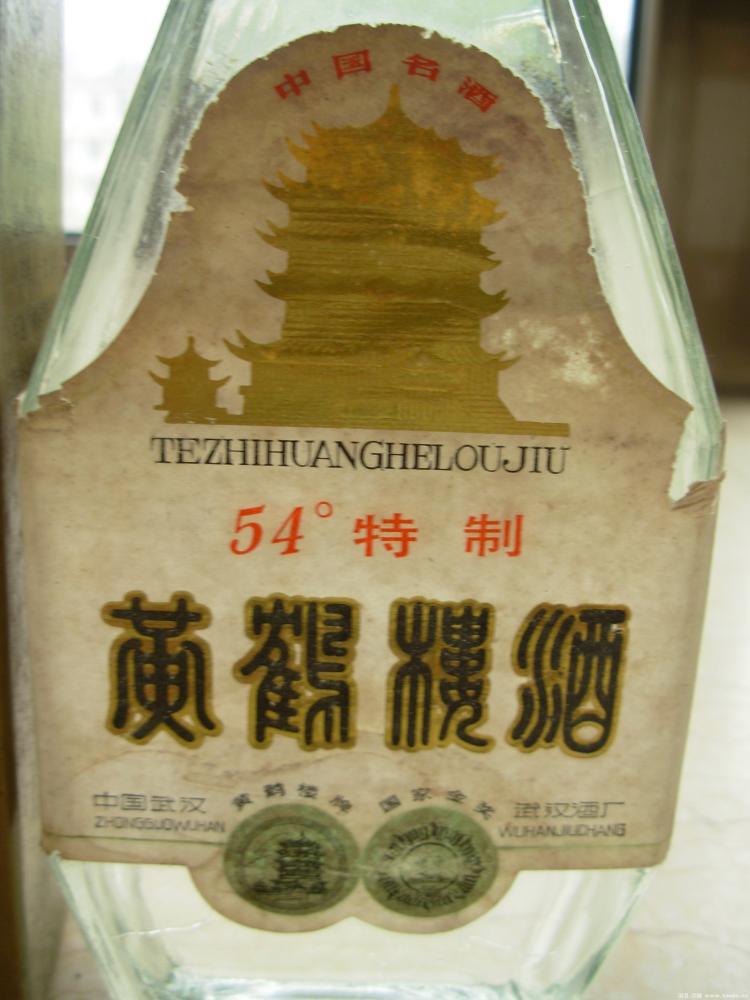 中国名酒
TEZHIHUANGHELOUJIU
54°特制
黄鹤楼酒
黄鹤楼牌 国家金奖
中国武汉 武汉酒厂
ZHONGGUOWUHAN WUHANJIUCHANG